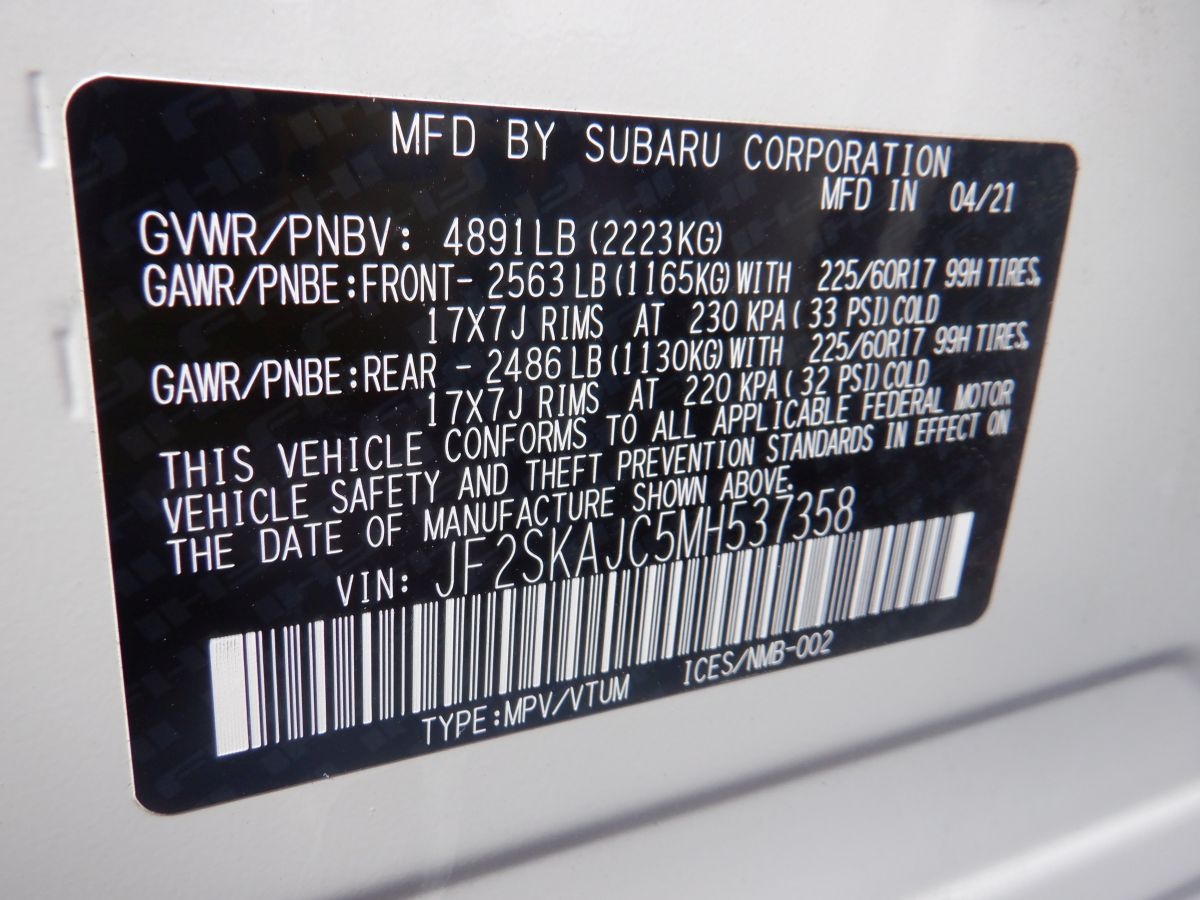 MFD BY SUBARU CORPORATION
MFD IN 04/21
GVWR/PNBV: 4891LB (2223KG)
GAWR/PNBE:FRONT- 2563 LB (1165KG) WITH 225/60R17 99H TIRES,
17X7J RIMS AT 230 KPA ( 33 PSI) COLD
GAWR/PNBE:REAR - 2486 LB (1130KG) WITH 225/60R17 99H TIRES,
17X7J RIMS AT 220 KPA ( 32 PSI) COLD
THIS VEHICLE CONFORMS TO ALL APPLICABLE FEDERAL MOTOR
VEHICLE SAFETY AND THEFT PREVENTION STANDARDS IN EFFECT ON
THE DATE OF MANUFACTURE SHOWN ABOVE.
VIN: JF2SKAJC5MH537358
TYPE:MPV/VTUM ICES/NMB-002